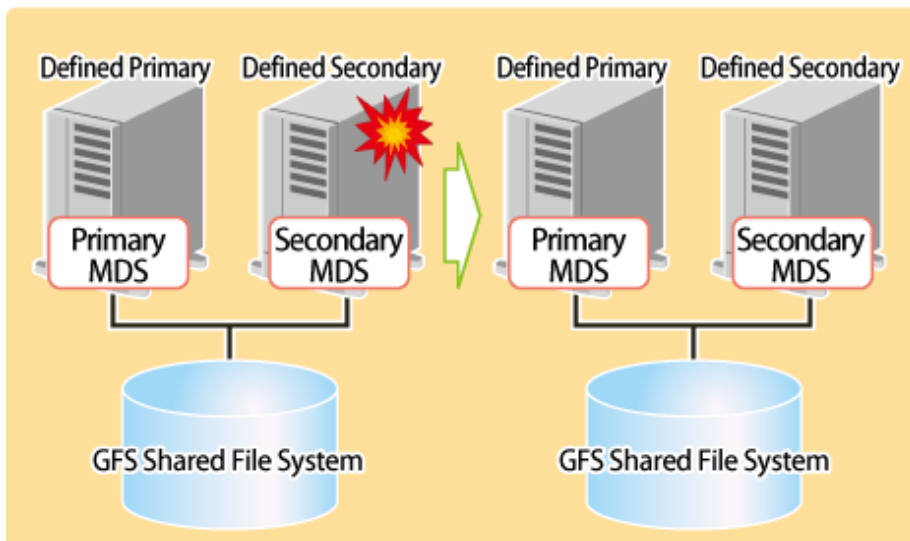 Defined Primary
Defined Secondary
Defined Primary
Defined Secondary
Primary
MDS
Secondary
MDS
Primary
MDS
Secondary
MDS
GFS Shared File System
GFS Shared File System